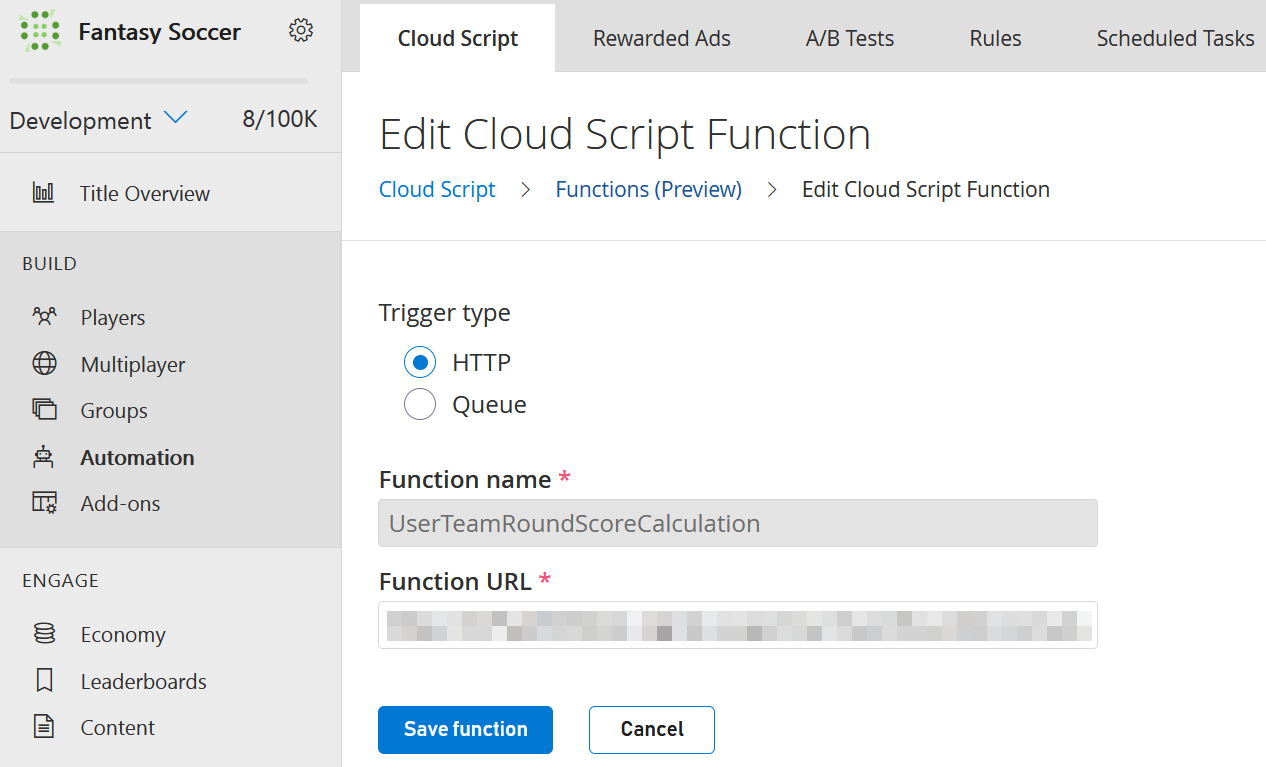 Fantasy Soccer
Development 8/100K
Title Overview
BUILD
Players
Multiplayer
Groups
Automation
Add-ons
ENGAGE
Economy
Leaderboards
Content
Cloud Script Rewarded Ads A/B Tests Rules Scheduled Tasks
Edit Cloud Script Function
Cloud Script > Functions (Preview) > Edit Cloud Script Function
Trigger type
HTTP
Queue
Function name *
UserTeamRoundScoreCalculation
Function URL *
Save function Cancel